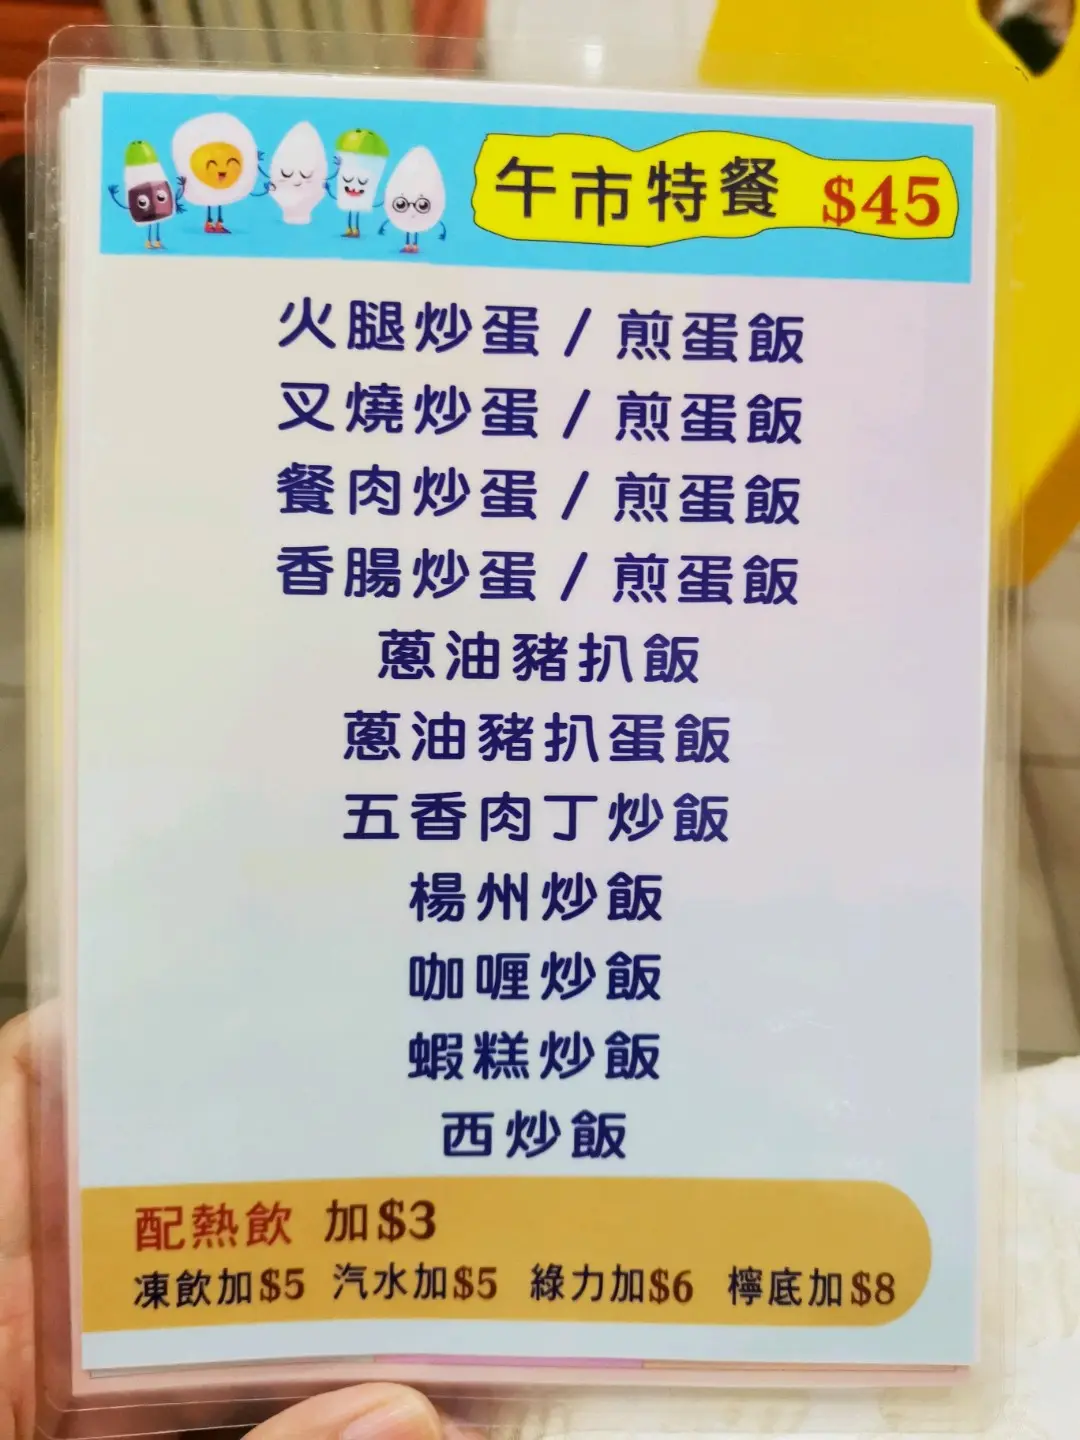 午市特餐 $45
火腿炒蛋 / 煎蛋飯
叉燒炒蛋 / 煎蛋飯
餐肉炒蛋 / 煎蛋飯
香腸炒蛋 / 煎蛋飯
蔥油豬扒飯
蔥油豬扒蛋飯
五香肉丁炒飯
楊州炒飯
咖喱炒飯
蝦糕炒飯
西炒飯
配熱飲 加$3
凍飲加$5 汽水加$5 綠力加$6 檸底加$8